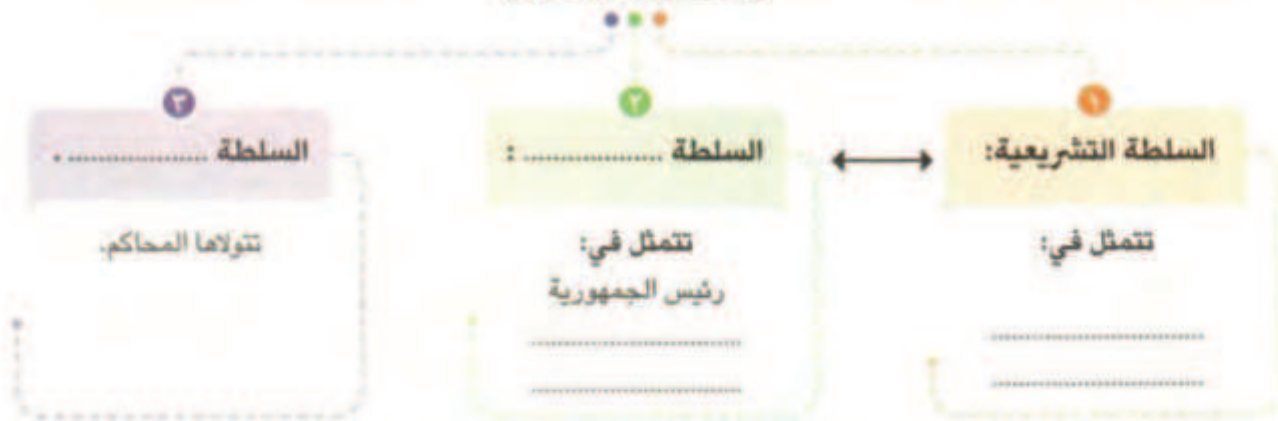 ١
السلطة التشريعية:
تتمثل في:
..............................
..............................
٢
السلطة .................. :
تتمثل في:
رئيس الجمهورية
..............................
..............................
٣
السلطة .................. .
تتولاها المحاكم.